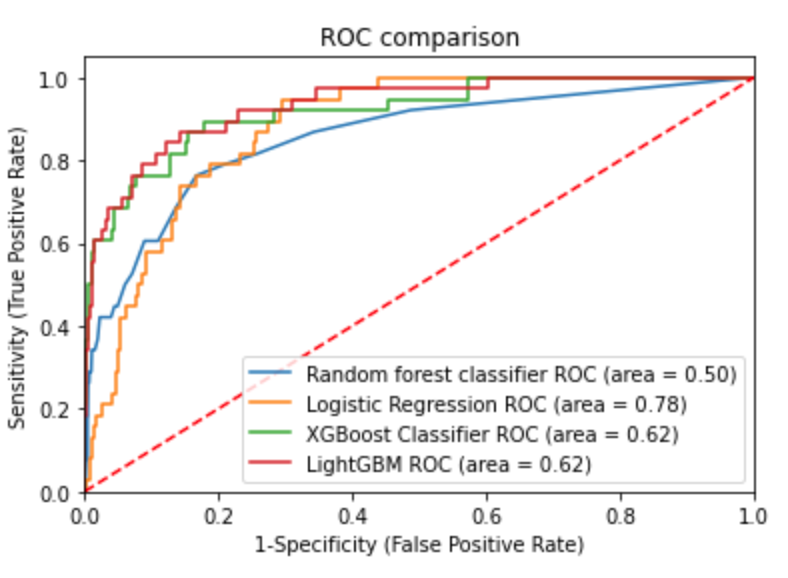 ROC comparison
1.0
0.8
0.6
0.4
0.2
0.0
Sensitivity (True Positive Rate)
Random forest classifier ROC (area = 0.50)
Logistic Regression ROC (area = 0.78)
XGBoost Classifier ROC (area = 0.62)
LightGBM ROC (area = 0.62)
0.0 0.2 0.4 0.6 0.8 1.0
1-Specificity (False Positive Rate)